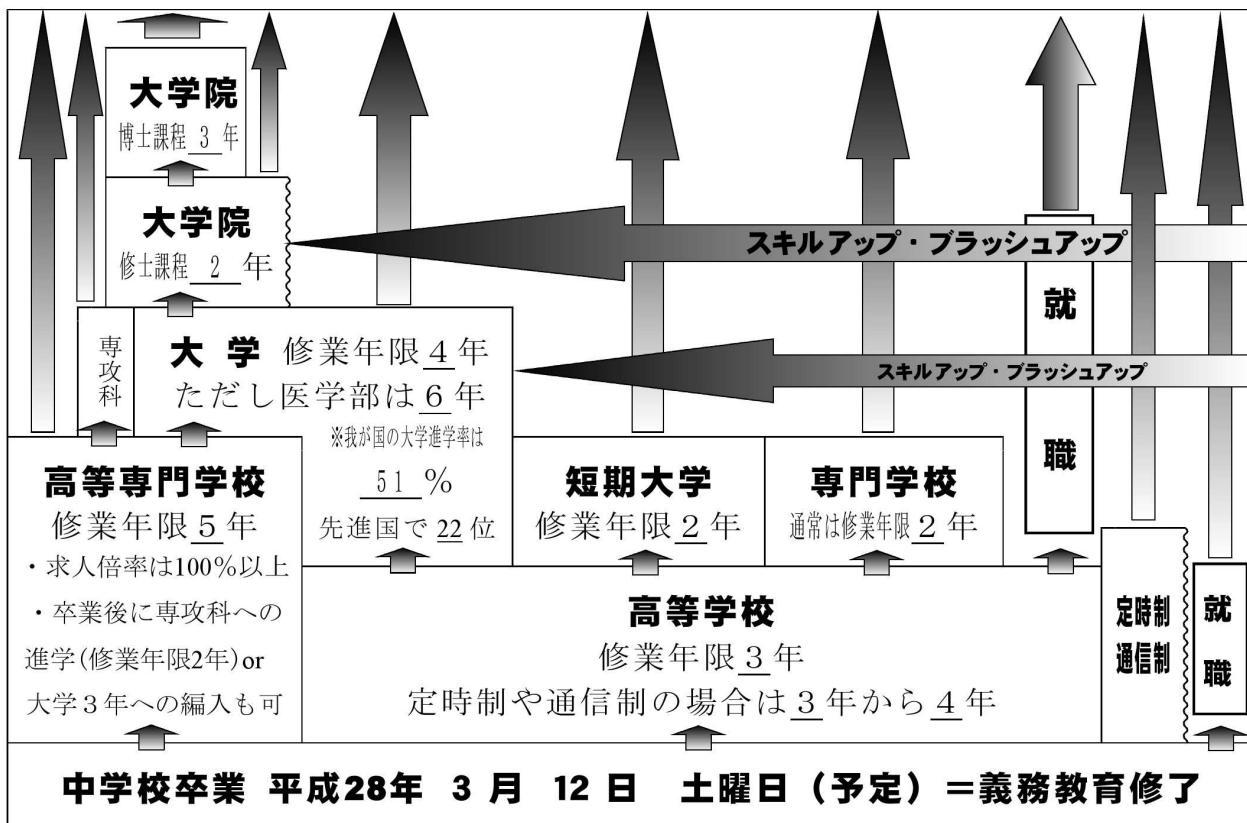 大学院
博士課程 3 年
大学院
修士課程 2 年
スキルアップ・ブラッシュアップ
専攻科
大学 修業年限 4 年
ただし医学部は 6 年
※我が国の大学進学率は
51 %
先進国で 22 位
スキルアップ・ブラッシュアップ
就職
高等専門学校
修業年限 5 年
・求人倍率は100%以上
・卒業後に専攻科への
進学(修業年限2年)or
大学３年への編入も可
短期大学
修業年限 2 年
専門学校
通常は修業年限 2 年
高等学校
修業年限 3 年
定時制や通信制の場合は 3 年から 4 年
定時制
通信制
就職
中学校卒業 平成28年 3 月 12 日 土曜日（予定）＝義務教育修了